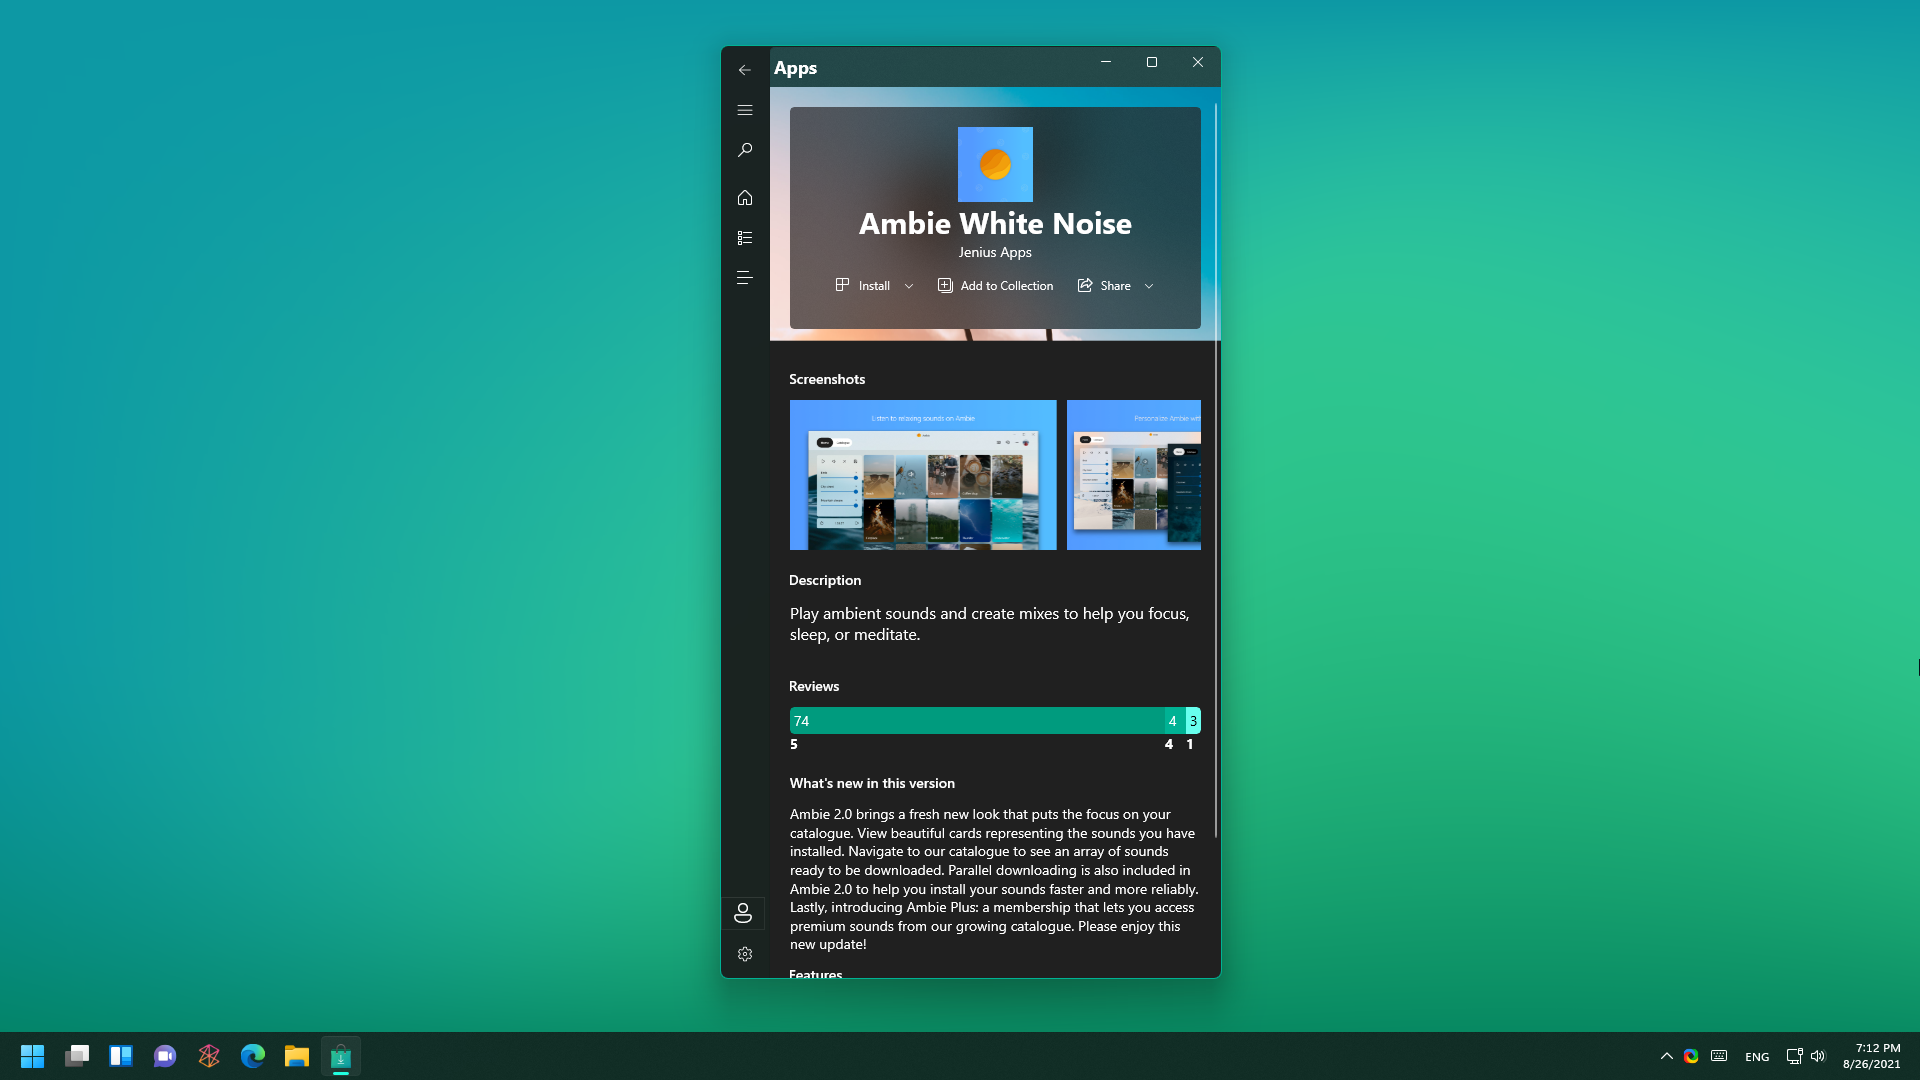 Apps
Ambie White Noise
Jenius Apps
Install
Add to Collection
Share
Screenshots
Listen to relaxing sounds on Ambie
Personalize Ambie
Description
Play ambient sounds and create mixes to help you focus,
sleep, or meditate.
Reviews
74 4 3
5 4 1
What's new in this version
Ambie 2.0 brings a fresh new look that puts the focus on your
catalogue. View beautiful cards representing the sounds you have
installed. Navigate to our catalogue to see an array of sounds
ready to be downloaded. Parallel downloading is also included in
Ambie 2.0 to help you install your sounds faster and more reliably.
Lastly, introducing Ambie Plus: a membership that lets you access
premium sounds from our growing catalogue. Please enjoy this
new update!
Features
ENG
7:12 PM
8/26/2021